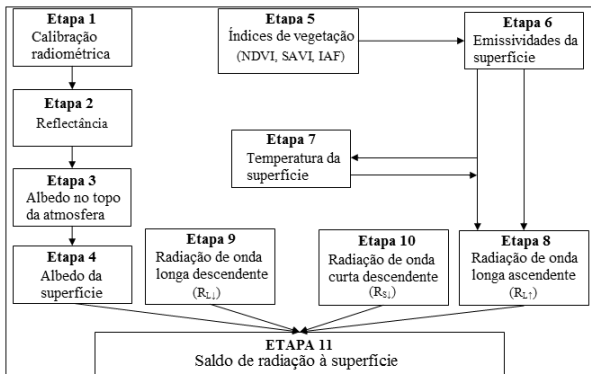 Etapa 1
Calibração
radiométrica
Etapa 2
Reflectância
Etapa 3
Albedo no topo
da atmosfera
Etapa 4
Albedo da
superfície
Etapa 5
Índices de vegetação
(NDVI, SAVI, IAF)
Etapa 6
Emissividades da
superfície
Etapa 7
Temperatura da
superfície
Etapa 9
Radiação de onda
longa descendente
(RL↓)
Etapa 10
Radiação de onda
curta descendente
(RS↓)
Etapa 8
Radiação de onda
longa ascendente
(RL↑)
ETAPA 11
Saldo de radiação à superfície